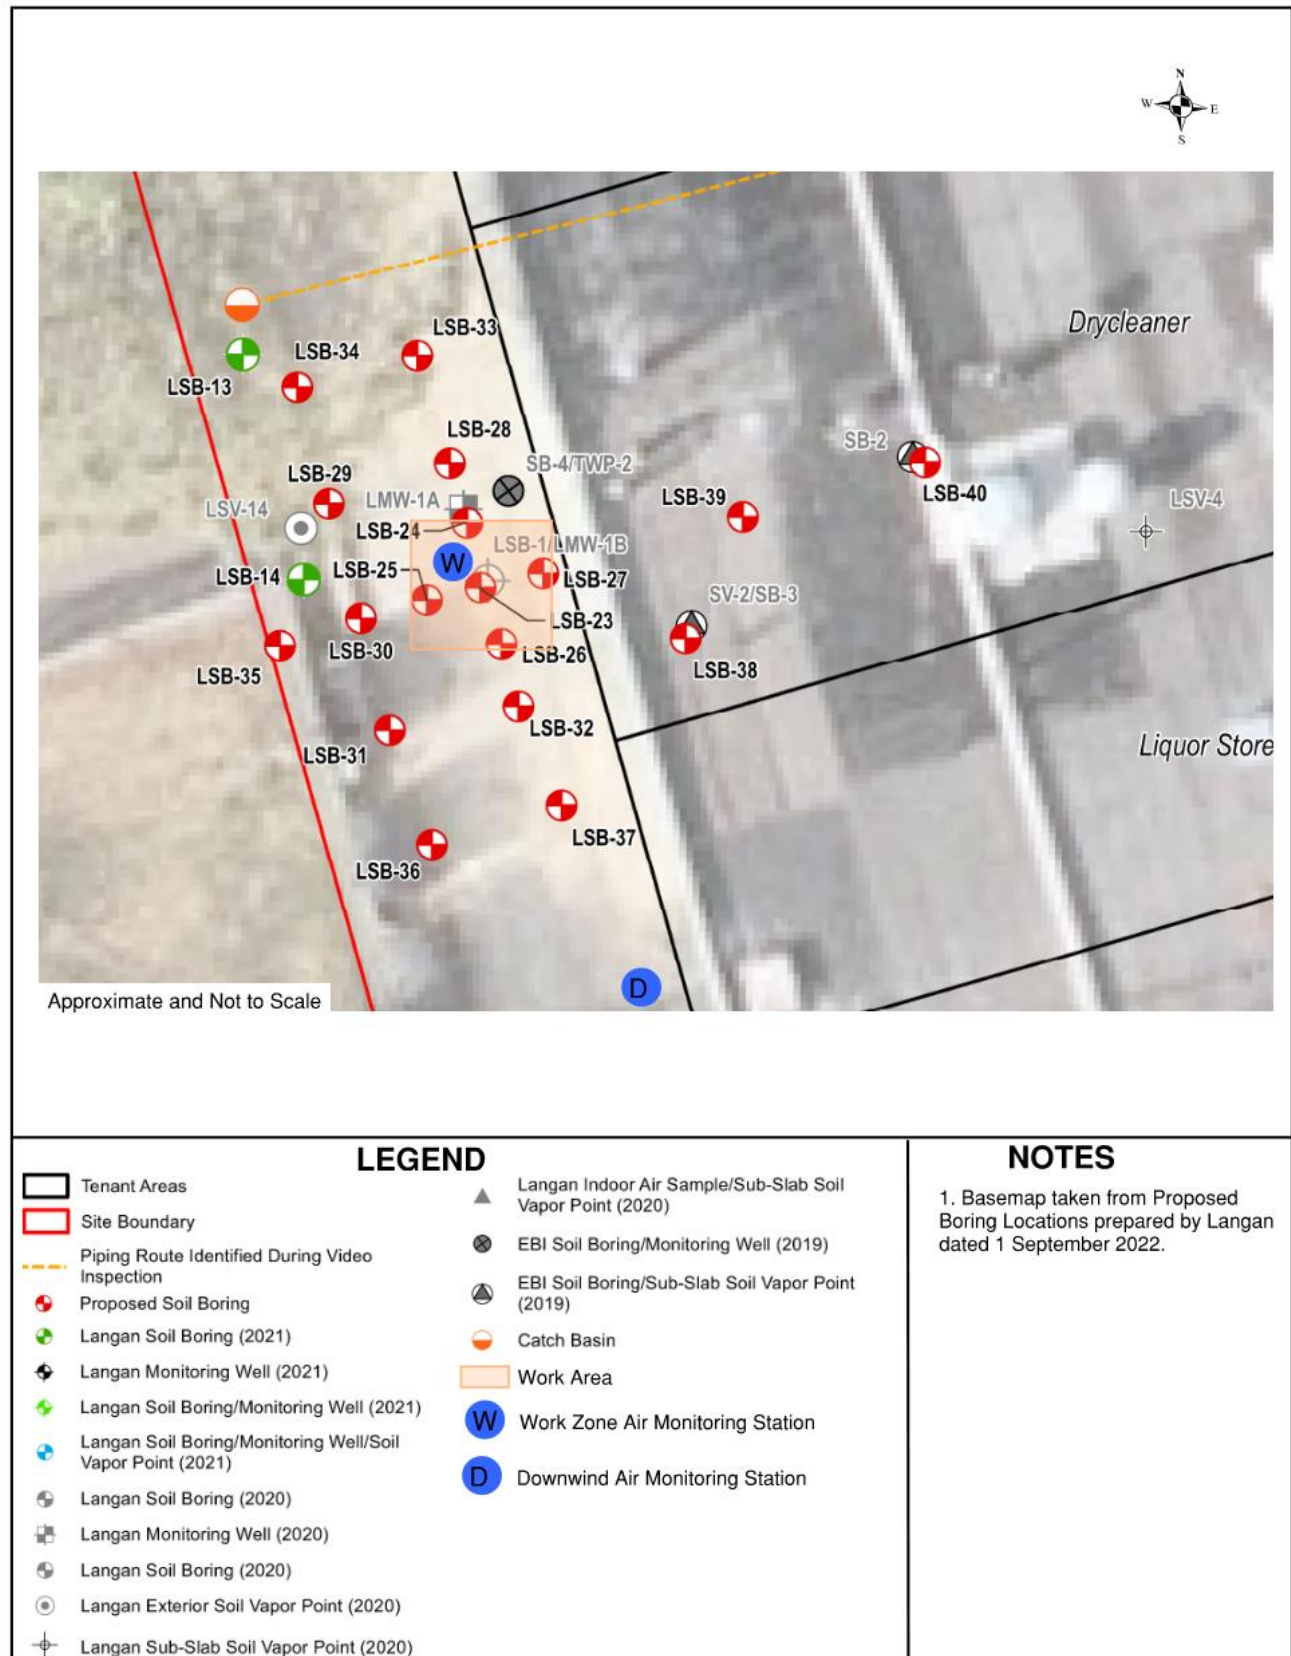 N
W E
S
Drycleaner
LSB-33
LSB-34
LSB-13
LSB-28
SB-2
SB-4/TWP-2
LSB-29
LSB-40
LMW-1A
LSB-39
LSV-14
LSV-4
LSB-24
LSB-1/LMW-1B
W
LSB-25
LSB-14
LSB-27
SV-2/SB-3
LSB-23
LSB-30
LSB-26
LSB-38
LSB-35
LSB-32
Liquor Store
LSB-31
LSB-37
LSB-36
D
Approximate and Not to Scale
LEGEND
Tenant Areas
Site Boundary
Piping Route Identified During Video
Inspection
Proposed Soil Boring
Langan Soil Boring (2021)
Langan Monitoring Well (2021)
Langan Soil Boring/Monitoring Well (2021)
Langan Soil Boring/Monitoring Well/Soil
Vapor Point (2021)
Langan Soil Boring (2020)
Langan Monitoring Well (2020)
Langan Soil Boring (2020)
Langan Exterior Soil Vapor Point (2020)
Langan Sub-Slab Soil Vapor Point (2020)
Langan Indoor Air Sample/Sub-Slab Soil
Vapor Point (2020)
EBI Soil Boring/Monitoring Well (2019)
EBI Soil Boring/Sub-Slab Soil Vapor Point
(2019)
Catch Basin
Work Area
W Work Zone Air Monitoring Station
D Downwind Air Monitoring Station
NOTES
1. Basemap taken from Proposed
Boring Locations prepared by Langan
dated 1 September 2022.